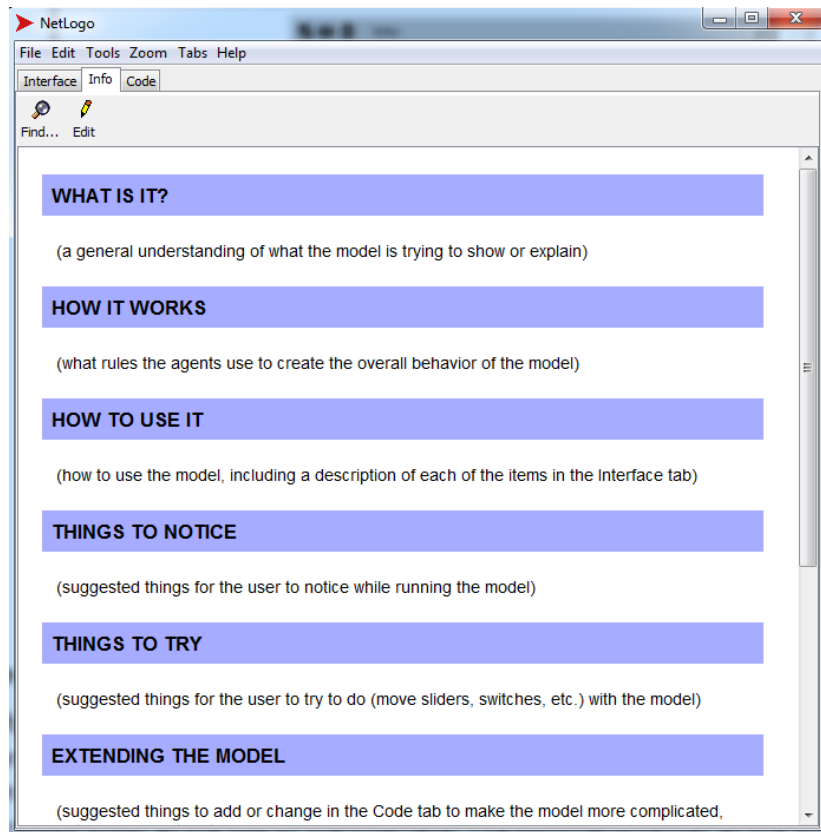 NetLogo
File Edit Tools Zoom Tabs Help
Interface Info Code
Find... Edit
WHAT IS IT?
(a general understanding of what the model is trying to show or explain)
HOW IT WORKS
(what rules the agents use to create the overall behavior of the model)
HOW TO USE IT
(how to use the model, including a description of each of the items in the Interface tab)
THINGS TO NOTICE
(suggested things for the user to notice while running the model)
THINGS TO TRY
(suggested things for the user to try to do (move sliders, switches, etc.) with the model)
EXTENDING THE MODEL
(suggested things to add or change in the Code tab to make the model more complicated,